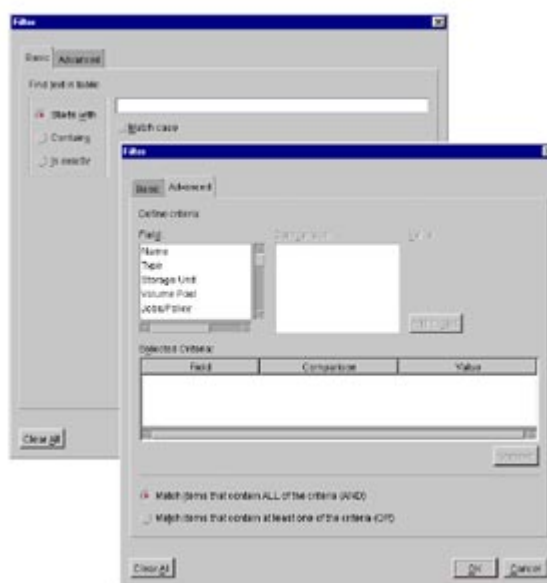 Filter
Basic Advanced
Find text in table:
Starts with
Contains
Is exactly
Match case
Clear All
Filter
Basic Advanced
Define criteria
Field:
Comparison:
Value:
Name
Type
Storage Unit
Volume Pool
Jobs/Policy
Selected Criteria:
Field Comparison Value
Remove
Match items that contain ALL of the criteria (AND)
Match items that contain at least one of the criteria (OR)
Clear All OK Cancel